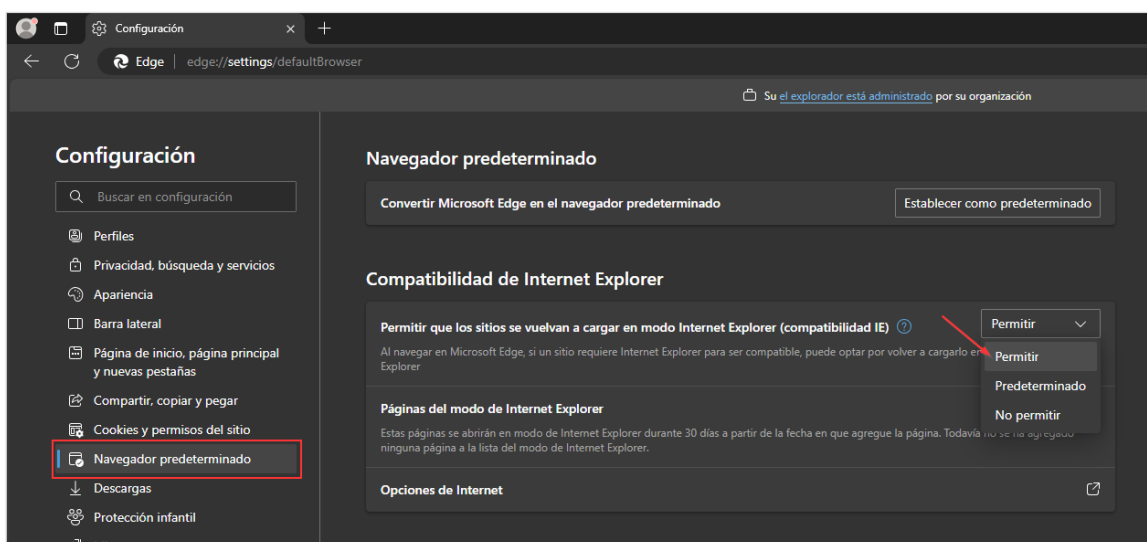 Configuración
Edge | edge://settings/defaultBrowser
Su el explorador está administrado por su organización
Configuración
Buscar en configuración
Perfiles
Privacidad, búsqueda y servicios
Apariencia
Barra lateral
Página de inicio, página principal
y nuevas pestañas
Compartir, copiar y pegar
Cookies y permisos del sitio
Navegador predeterminado
Descargas
Protección infantil
Navegador predeterminado
Convertir Microsoft Edge en el navegador predeterminado
Establecer como predeterminado
Compatibilidad de Internet Explorer
Permitir que los sitios se vuelvan a cargar en modo Internet Explorer (compatibilidad IE)
Permitir
Al navegar en Microsoft Edge, si un sitio requiere Internet Explorer para ser compatible, puede optar por volver a cargarlo
Explorer
Permitir
Predeterminado
No permitir
Páginas del modo de Internet Explorer
Estas páginas se abrirán en modo de Internet Explorer durante 30 días a partir de la fecha en que agregue la página. Todavía no se ha agregado
ninguna página a la lista del modo de Internet Explorer.
Opciones de Internet